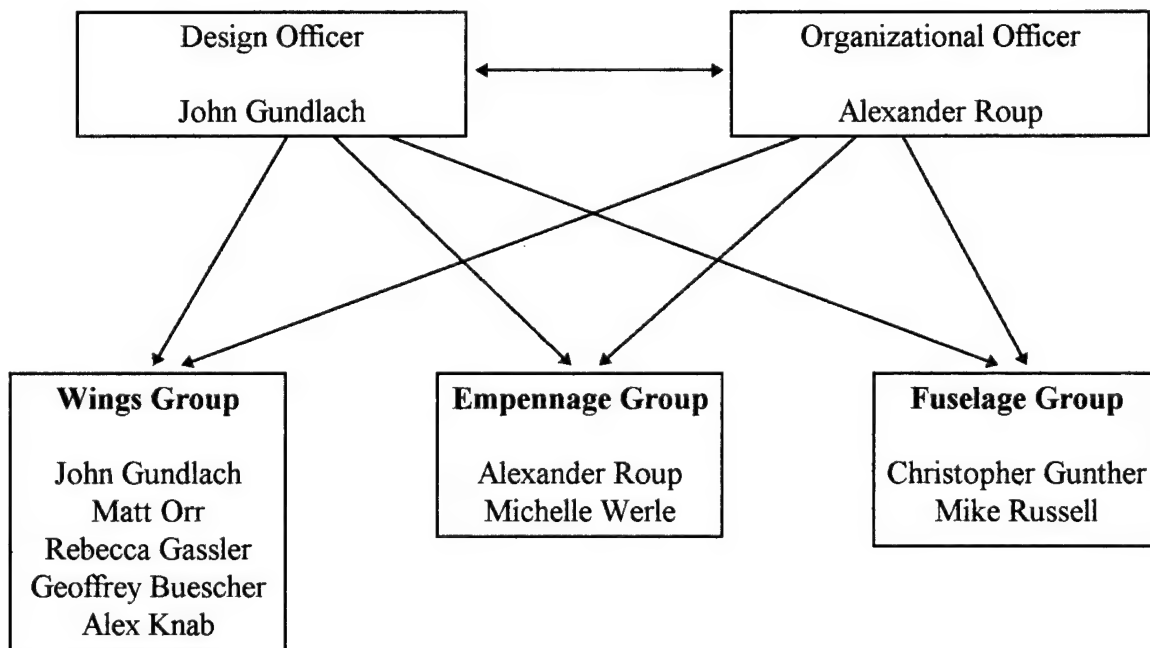 Design Officer
John Gundlach
Organizational Officer
Alexander Roup
Wings Group
John Gundlach
Matt Orr
Rebecca Gassler
Geoffrey Buescher
Alex Knab
Empennage Group
Alexander Roup
Michelle Werle
Fuselage Group
Christopher Gunther
Mike Russell